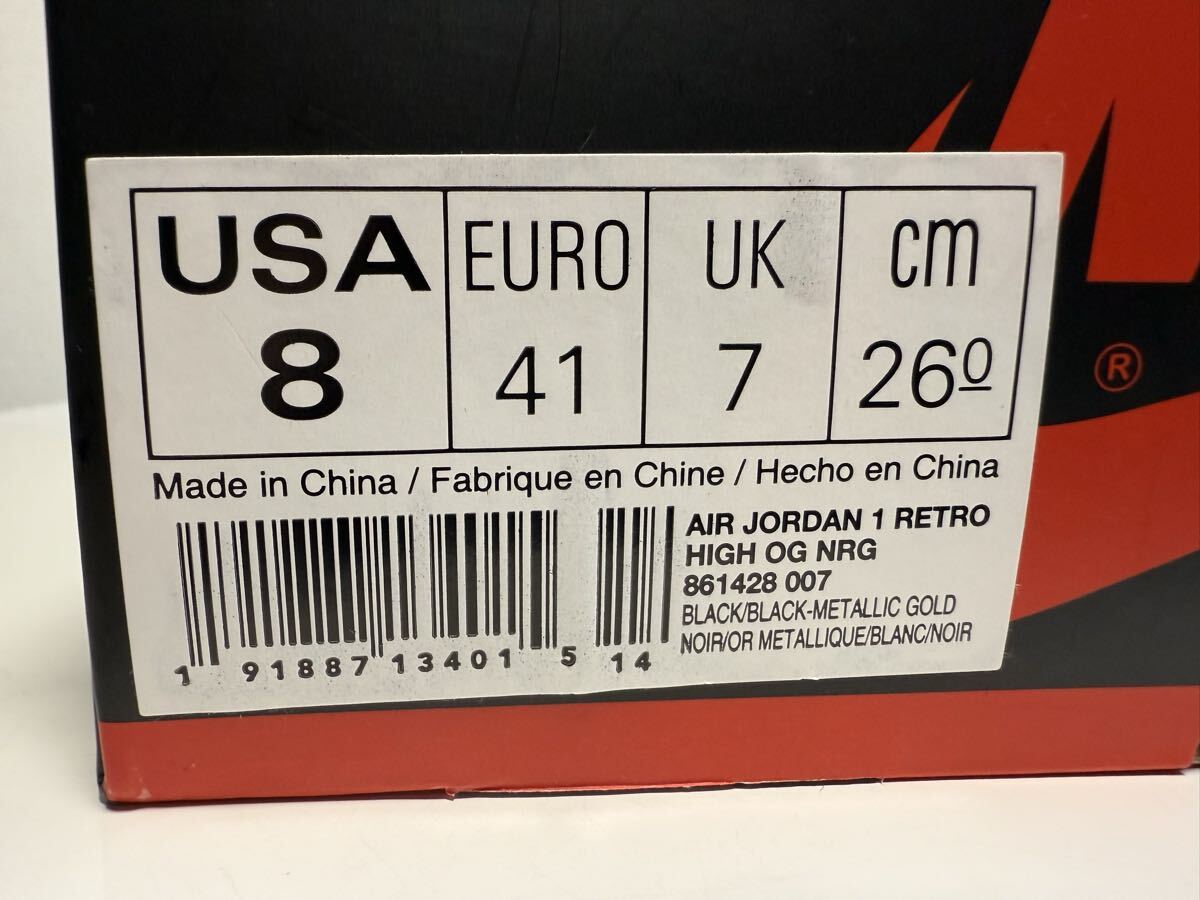 USA EURO UK cm
8 41 7 26º
Made in China / Fabrique en Chine / Hecho en China
AIR JORDAN 1 RETRO
HIGH OG NRG
861428 007
BLACK/BLACK-METALLIC GOLD
NOIR/OR METALLIQUE/BLANC/NOIR
1 91887 13401 5 14
®